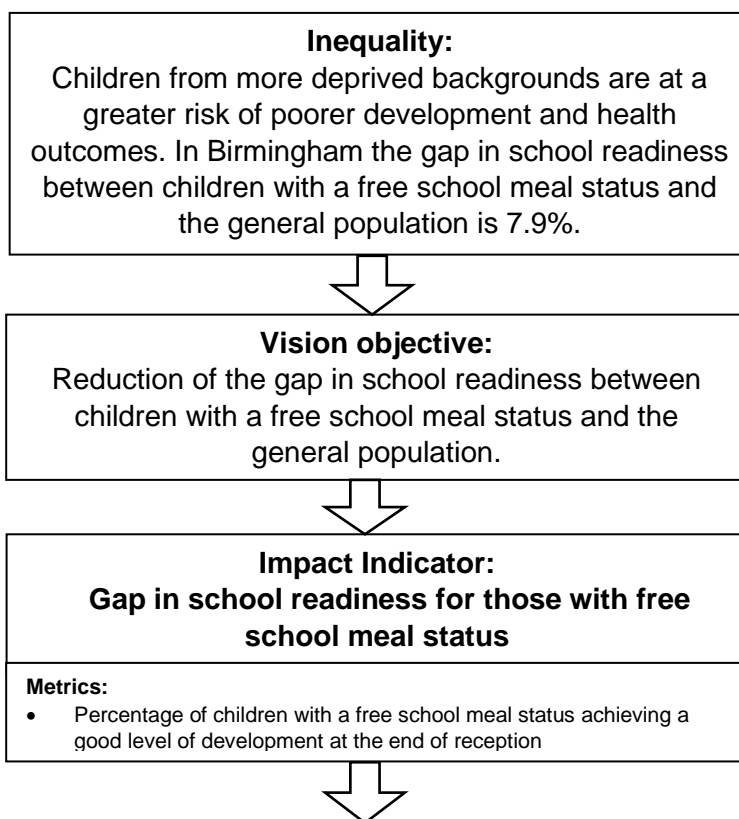 Inequality:
Children from more deprived backgrounds are at a
greater risk of poorer development and health
outcomes. In Birmingham the gap in school readiness
between children with a free school meal status and
the general population is 7.9%.
Vision objective:
Reduction of the gap in school readiness between
children with a free school meal status and the
general population.
Impact Indicator:
Gap in school readiness for those with free
school meal status
Metrics:
• Percentage of children with a free school meal status achieving a
good level of development at the end of reception